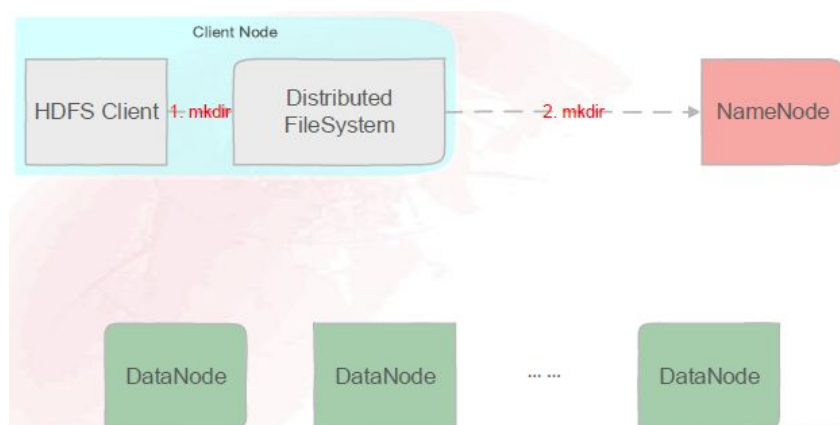 Client Node
HDFS Client
1. mkdir
Distributed
FileSystem
2. mkdir
NameNode
DataNode
DataNode
... ...
DataNode